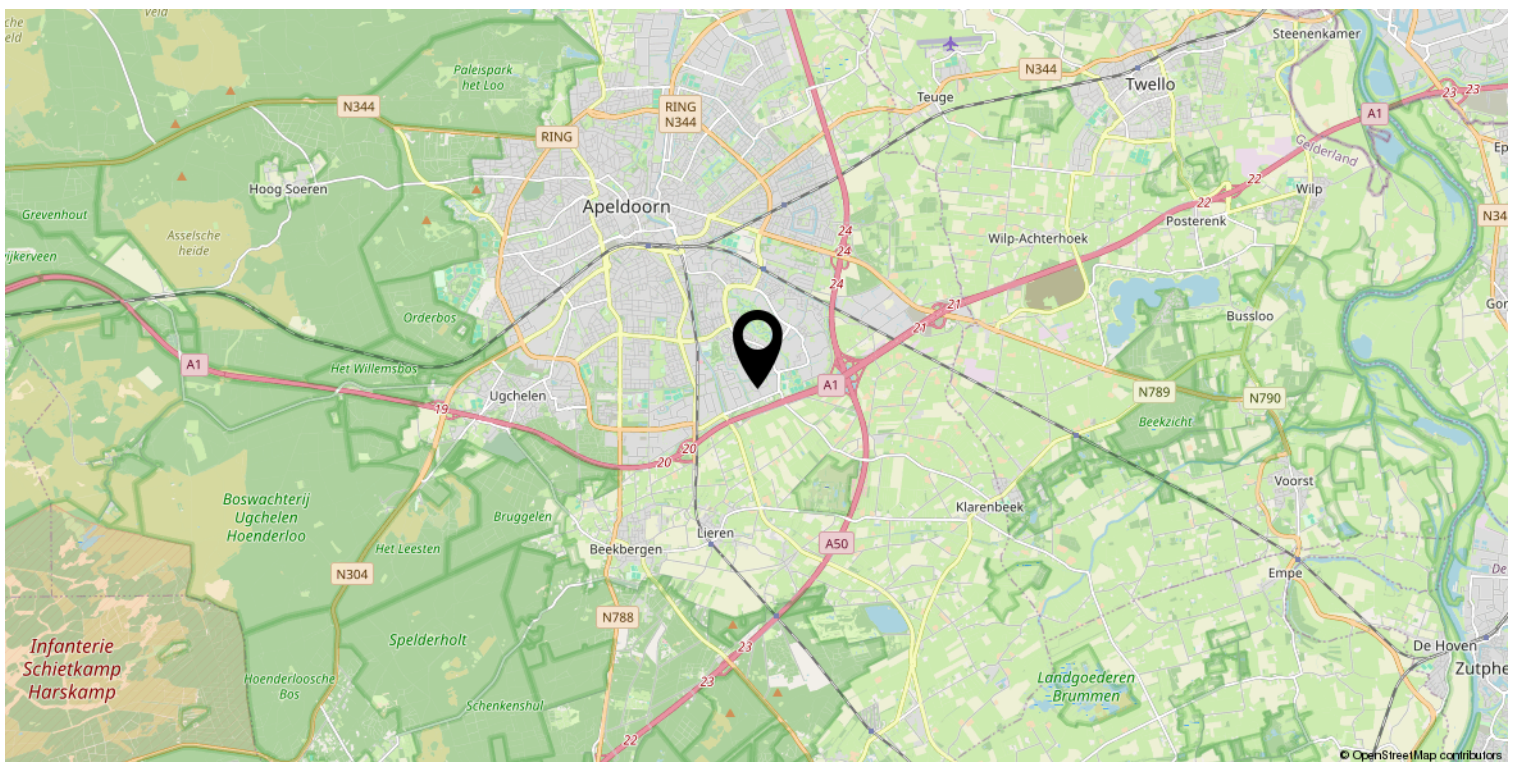 Veld
Steenenkamer
Paleispark
het Loo
N344
Twello
Teuge
23
23
N344
RING
N344
A1
RING
Gelderland
Hoog Soeren
22
Wilp
22
Grevenhout
Apeldoorn
Posterenk
Asselsche
heide
24
Wilp-Achterhoek
24
24
21
Orderbos
Bussloo
21
A1
Het Willemsbos
A1
N789
N790
Ugchelen
19
Beekzicht
20
20
Voorst
Boswachterij
Ugchelen
Hoenderloo
Klarenbeek
Bruggelen
Lieren
Het Leesten
Beekbergen
A50
N304
Empe
N788
Spelderholt
Infanterie
Schietkamp
Harskamp
23
De Hoven
Hoenderloosche
Bos
23
Landgoederen
Brummen
Schenkenshul
22
© OpenStreetMap contributors